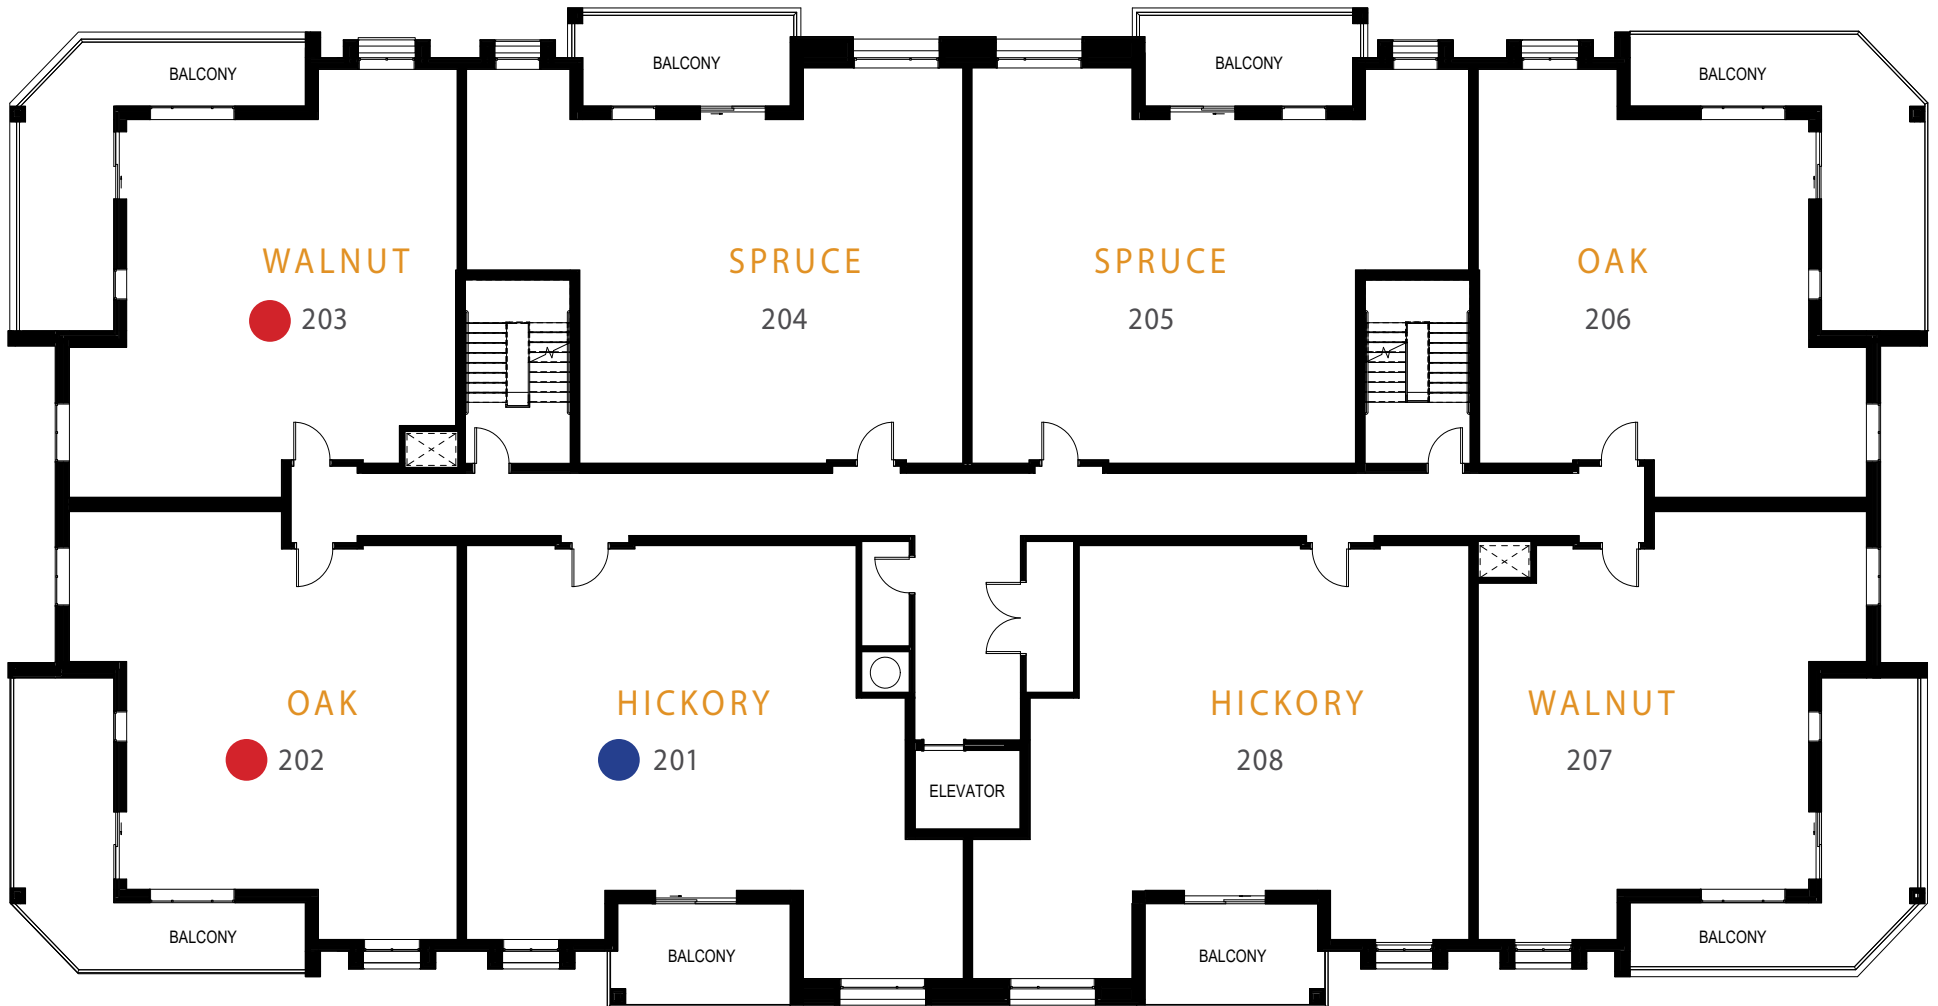 BALCONY
BALCONY
BALCONY
BALCONY
WALNUT
203
SPRUCE
204
SPRUCE
205
OAK
206
OAK
202
HICKORY
201
ELEVATOR
HICKORY
208
WALNUT
207
BALCONY
BALCONY
BALCONY
BALCONY